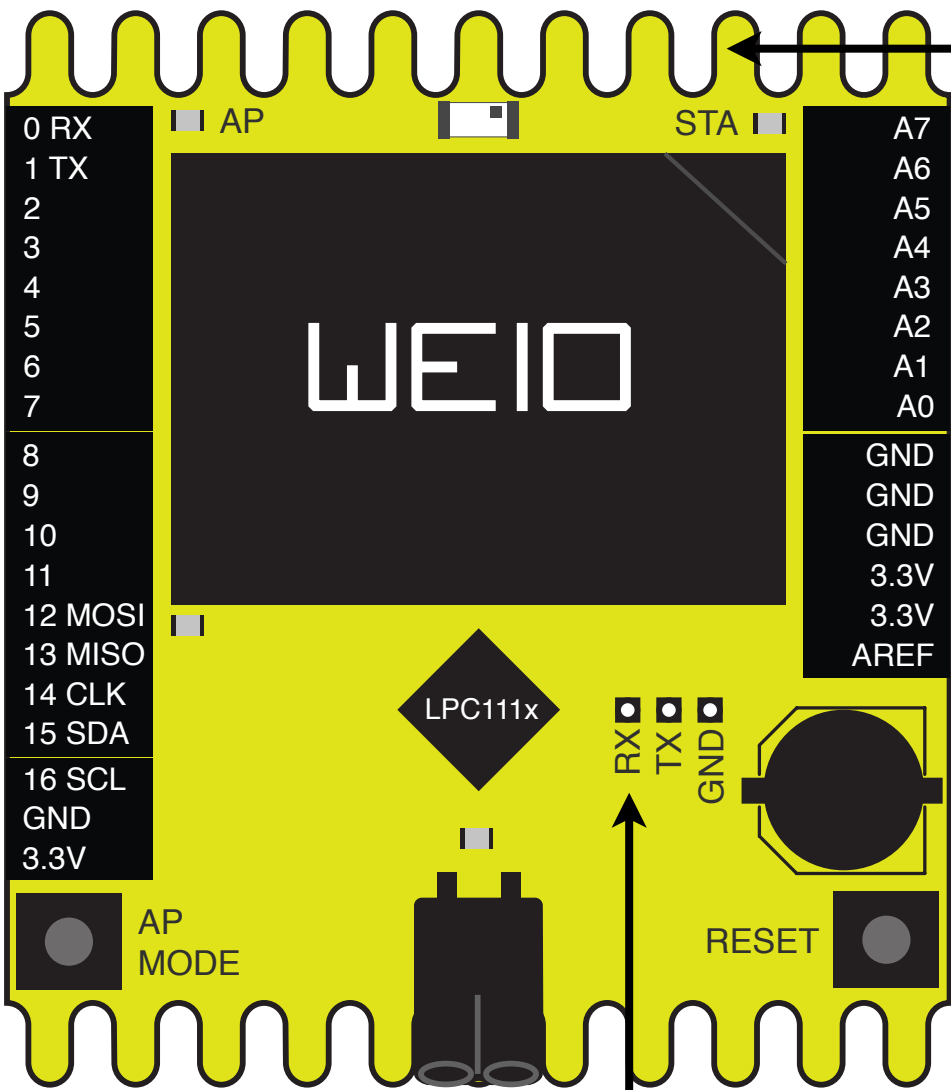 AP
STA
0 RX
1 TX
2
3
4
5
6
7
8
9
10
11
12 MOSI
13 MISO
14 CLK
15 SDA
16 SCL
GND
3.3V
WEIO
A7
A6
A5
A4
A3
A2
A1
A0
GND
GND
GND
3.3V
3.3V
AREF
LPC111x
RX
TX
GND
AP
MODE
RESET